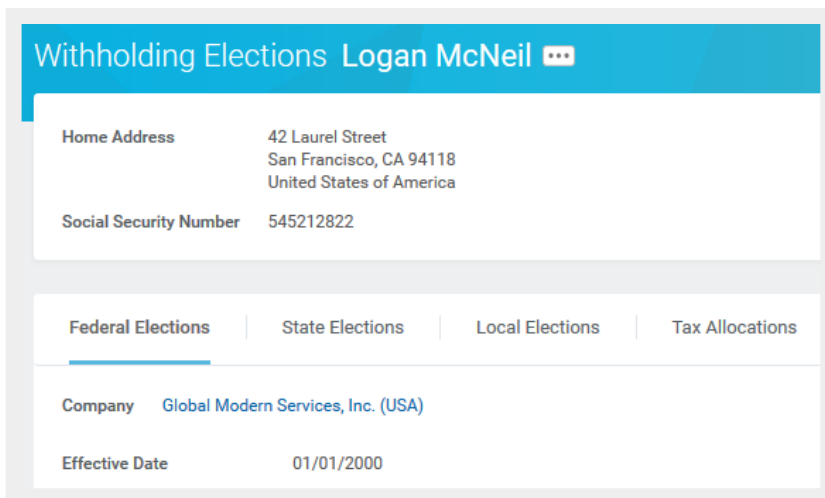 Withholding Elections Logan McNeil
Home Address 42 Laurel Street
San Francisco, CA 94118
United States of America
Social Security Number 545212822
Federal Elections State Elections Local Elections Tax Allocations
Company Global Modern Services, Inc. (USA)
Effective Date 01/01/2000